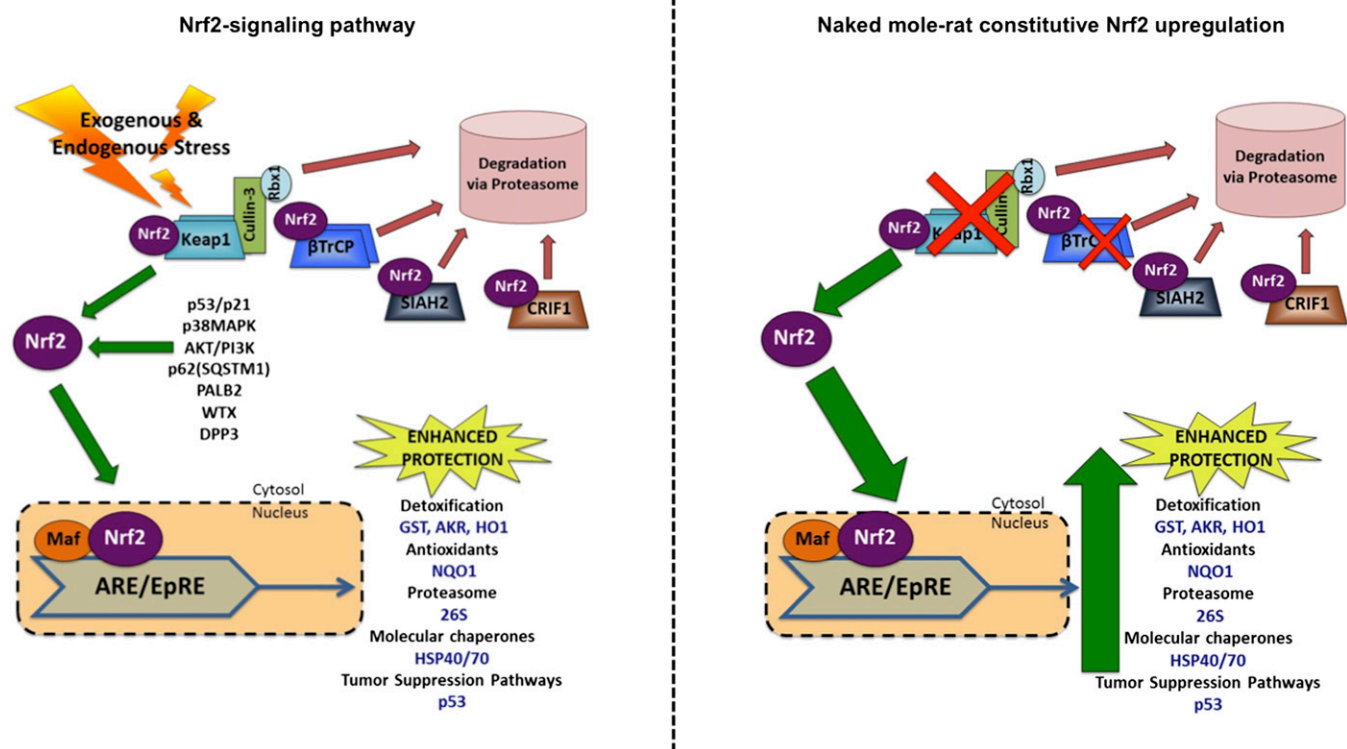 Nrf2-signaling pathway
Exogenous &
Endogenous Stress
Degradation
via Proteasome
Rbx1
Cullin-3
Nrf2
Keap1
Nrf2
βTrCP
Nrf2
SIAH2
Nrf2
CRIF1
Nrf2
p53/p21
p38MAPK
AKT/PI3K
p62(SQSTM1)
PALB2
WTX
DPP3
ENHANCED
PROTECTION
Cytosol
Nucleus
Maf
Nrf2
ARE/EpRE
Detoxification
GST, AKR, HO1
Antioxidants
NQO1
Proteasome
26S
Molecular chaperones
HSP40/70
Tumor Suppression Pathways
p53
Naked mole-rat constitutive Nrf2 upregulation
Degradation
via Proteasome
Rbx1
Cullin-3
Nrf2
Keap1
Nrf2
βTrC
Nrf2
SIAH2
Nrf2
CRIF1
Nrf2
ENHANCED
PROTECTION
Cytosol
Nucleus
Maf
Nrf2
ARE/EpRE
Detoxification
GST, AKR, HO1
Antioxidants
NQO1
Proteasome
26S
Molecular chaperones
HSP40/70
Tumor Suppression Pathways
p53